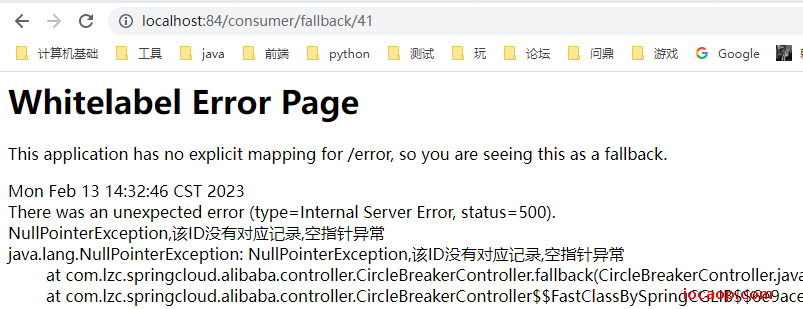 localhost:84/consumer/fallback/41
计算机基础 工具 java 前端 python 测试 玩 论坛 问鼎 游戏 Google
Whitelabel Error Page
This application has no explicit mapping for /error, so you are seeing this as a fallback.
Mon Feb 13 14:32:46 CST 2023
There was an unexpected error (type=Internal Server Error, status=500).
NullPointerException,该ID没有对应记录,空指针异常
java.lang.NullPointerException: NullPointerException,该ID没有对应记录,空指针异常
at com.lzc.springcloud.alibaba.controller.CircleBreakerController.fallback(CircleBreakerController.java
at com.lzc.springcloud.alibaba.controller.CircleBreakerController$$FastClassBySpringCGLIB$$6e9ace